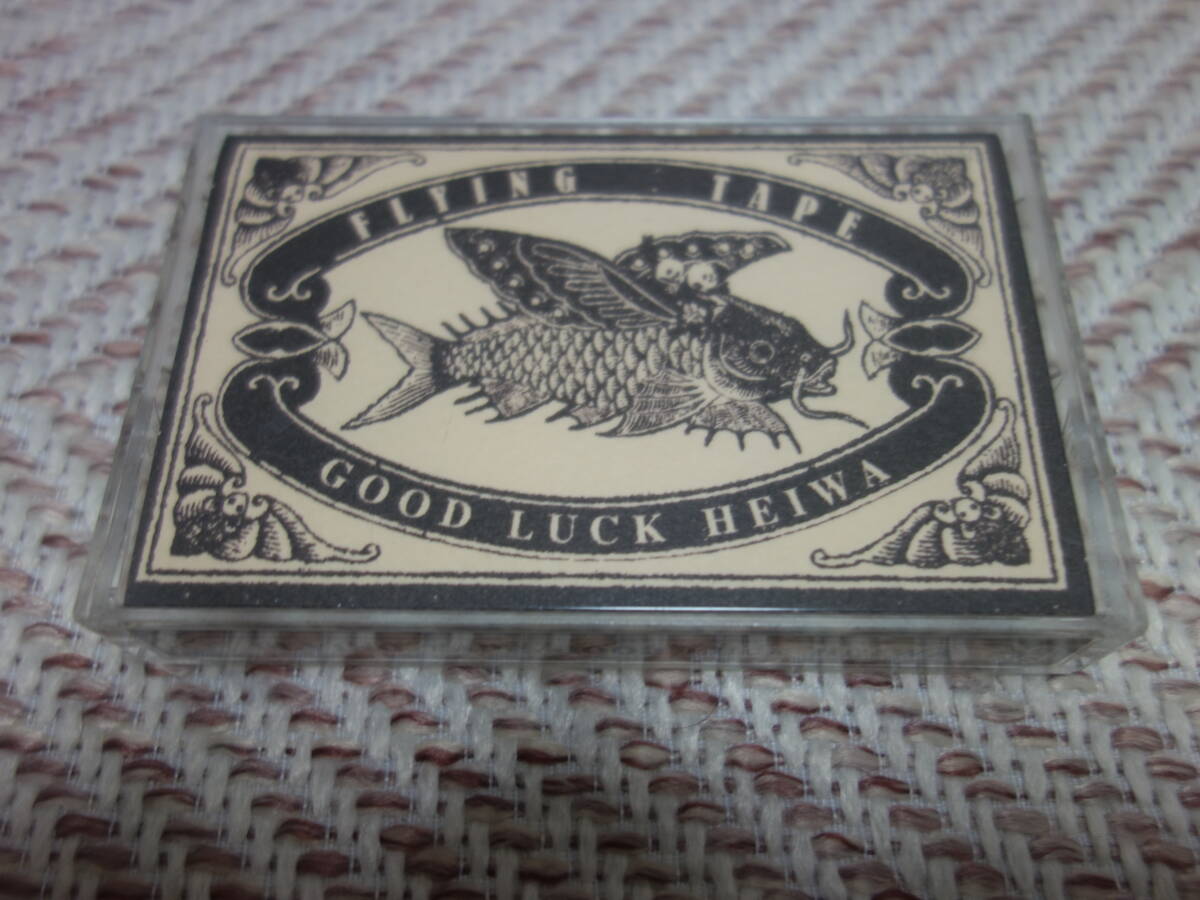 FLYING TAPE
GOOD LUCK HEIWA